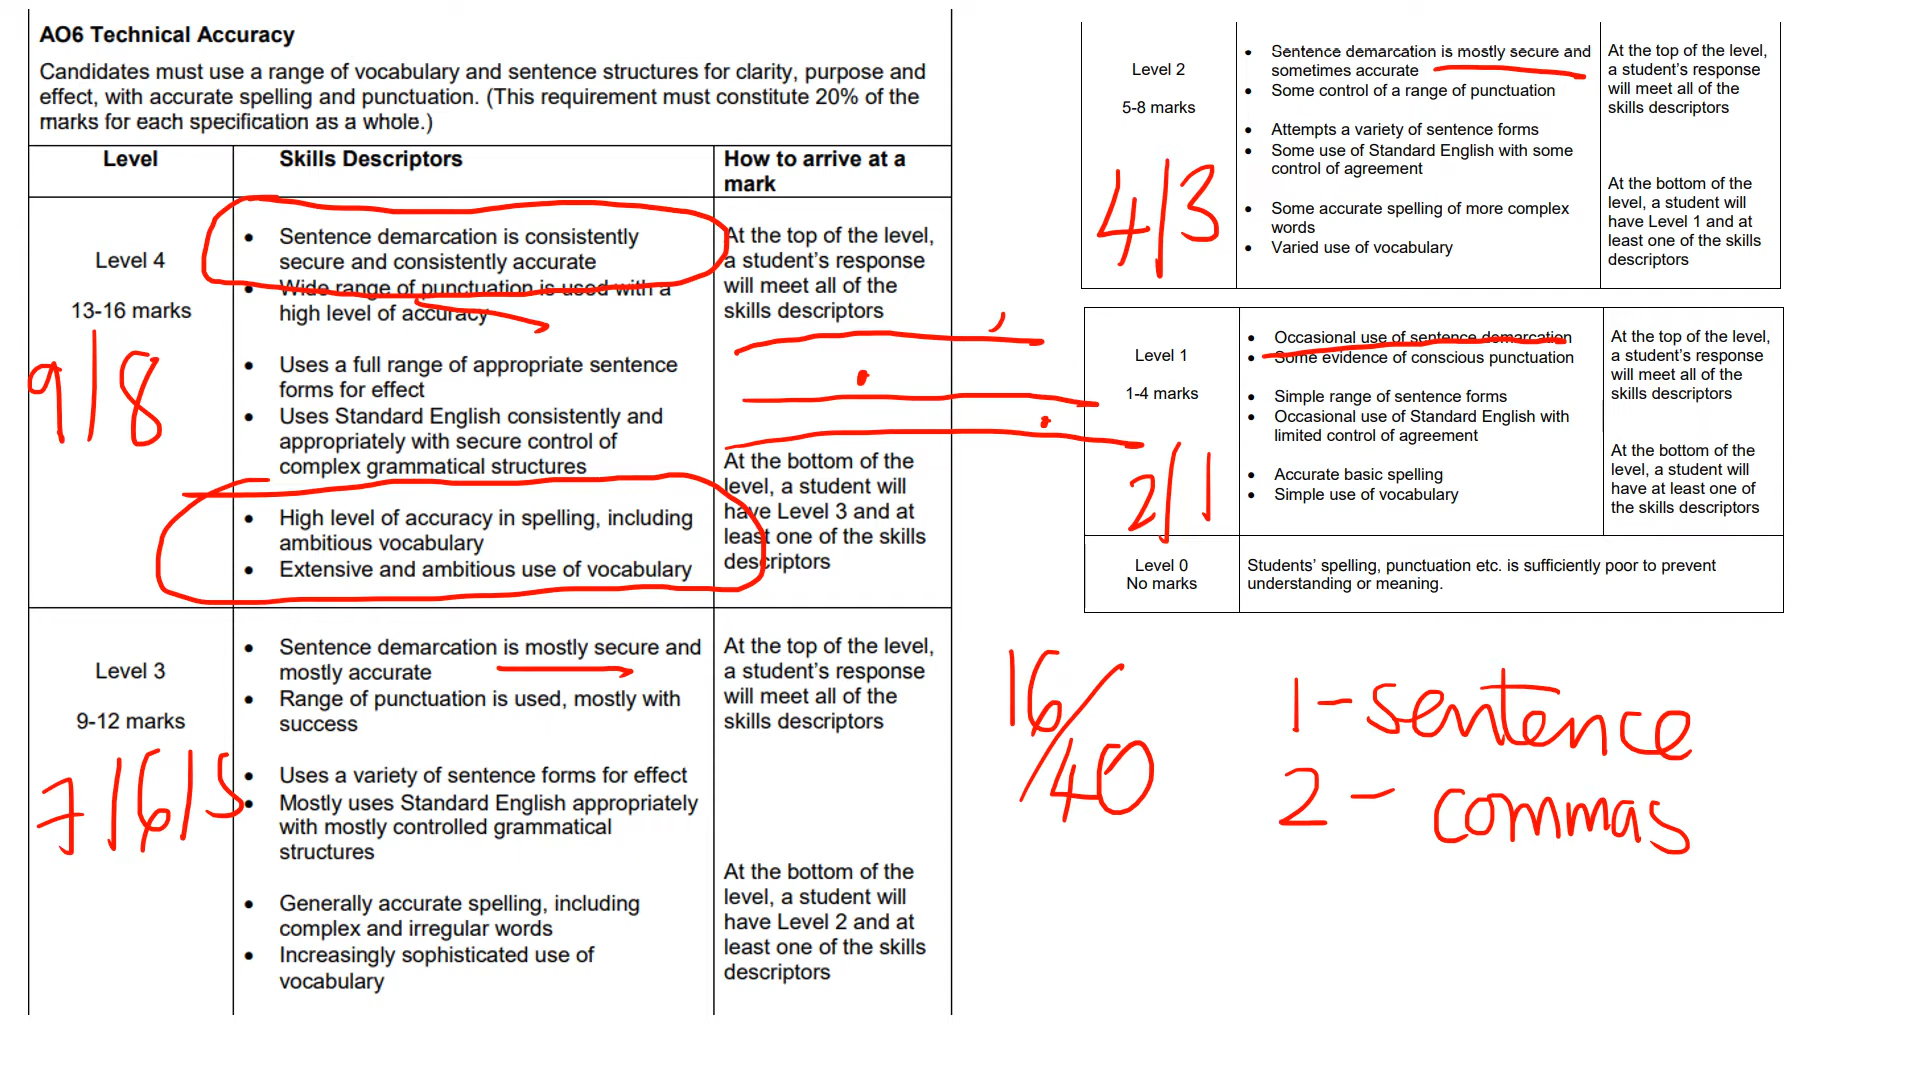 AO6 Technical Accuracy
Candidates must use a range of vocabulary and sentence structures for clarity, purpose and
effect, with accurate spelling and punctuation. (This requirement must constitute 20% of the
marks for each specification as a whole.)
Level
Skills Descriptors
How to arrive at a
mark
Level 4
13-16 marks
9/8
• Sentence demarcation is consistently
secure and consistently accurate
• Wide range of punctuation is used with a
high level of accuracy
• Uses a full range of appropriate sentence
forms for effect
• Uses Standard English consistently and
appropriately with secure control of
complex grammatical structures
• High level of accuracy in spelling, including
ambitious vocabulary
• Extensive and ambitious use of vocabulary
At the top of the level,
a student's response
will meet all of the
skills descriptors
At the bottom of the
level, a student will
have Level 3 and at
least one of the skills
descriptors
Level 3
9-12 marks
7/6/5
• Sentence demarcation is mostly secure and
mostly accurate
• Range of punctuation is used, mostly with
success
• Uses a variety of sentence forms for effect
• Mostly uses Standard English appropriately
with mostly controlled grammatical
structures
• Generally accurate spelling, including
complex and irregular words
• Increasingly sophisticated use of
vocabulary
At the top of the level,
a student's response
will meet all of the
skills descriptors
At the bottom of the
level, a student will
have Level 2 and at
least one of the skills
descriptors
Level 2
5-8 marks
4/3
• Sentence demarcation is mostly secure and
sometimes accurate
• Some control of a range of punctuation
• Attempts a variety of sentence forms
• Some use of Standard English with some
control of agreement
• Some accurate spelling of more complex
words
• Varied use of vocabulary
At the top of the level,
a student's response
will meet all of the
skills descriptors
At the bottom of the
level, a student will
have Level 1 and at
least one of the skills
descriptors
Level 1
1-4 marks
2/1
• Occasional use of sentence demarcation
• Some evidence of conscious punctuation
• Simple range of sentence forms
• Occasional use of Standard English with
limited control of agreement
• Accurate basic spelling
• Simple use of vocabulary
At the top of the level,
a student's response
will meet all of the
skills descriptors
At the bottom of the
level, a student will
have at least one of
the skills descriptors
Level 0
No marks
Students' spelling, punctuation etc. is sufficiently poor to prevent
understanding or meaning.
16/40
1 - sentence
2 - commas